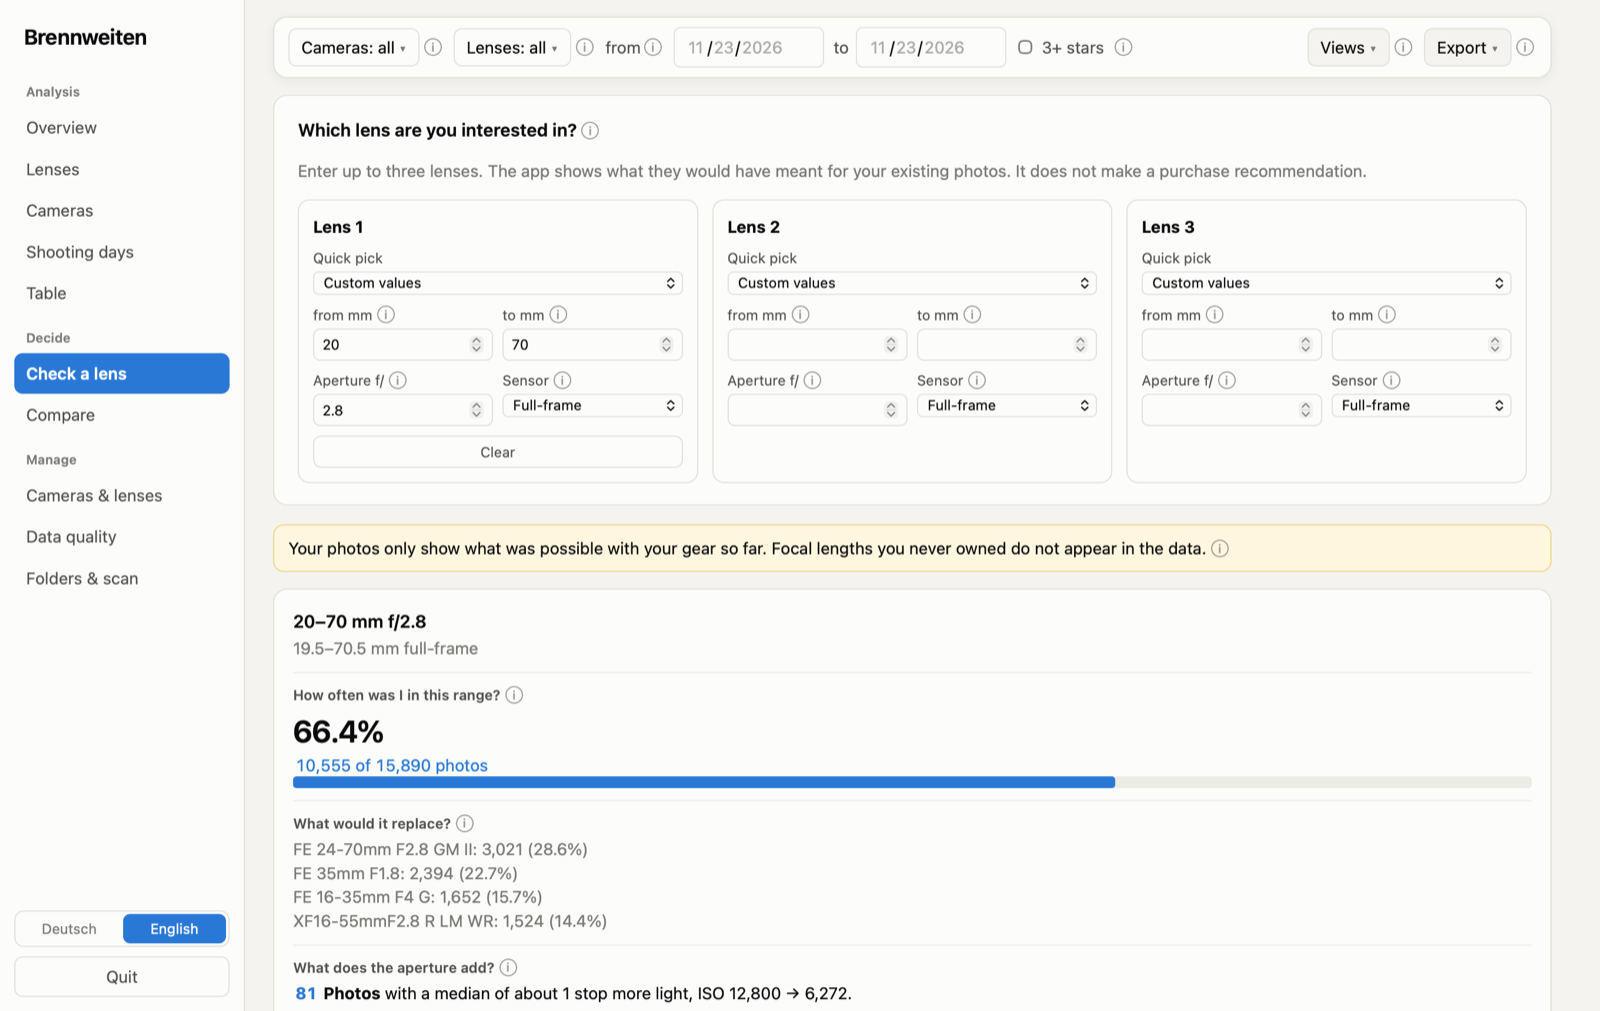 Brennweiten
Analysis
Overview
Lenses
Cameras
Shooting days
Table
Decide
Check a lens
Compare
Manage
Cameras & lenses
Data quality
Folders & scan
Deutsch English
Quit
Cameras: all Lenses: all from 11/23/2026 to 11/23/2026 3+ stars Views Export
Which lens are you interested in?
Enter up to three lenses. The app shows what they would have meant for your existing photos. It does not make a purchase recommendation.
Lens 1
Quick pick
Custom values
from mm to mm
20 70
Aperture f/ Sensor
2.8 Full-frame
Clear
Lens 2
Quick pick
Custom values
from mm to mm
Aperture f/ Sensor
Full-frame
Lens 3
Quick pick
Custom values
from mm to mm
Aperture f/ Sensor
Full-frame
Your photos only show what was possible with your gear so far. Focal lengths you never owned do not appear in the data.
20–70 mm f/2.8
19.5–70.5 mm full-frame
How often was I in this range?
66.4%
10,555 of 15,890 photos
What would it replace?
FE 24-70mm F2.8 GM II: 3,021 (28.6%)
FE 35mm F1.8: 2,394 (22.7%)
FE 16-35mm F4 G: 1,652 (15.7%)
XF16-55mmF2.8 R LM WR: 1,524 (14.4%)
What does the aperture add?
81 Photos with a median of about 1 stop more light, ISO 12,800 → 6,272.